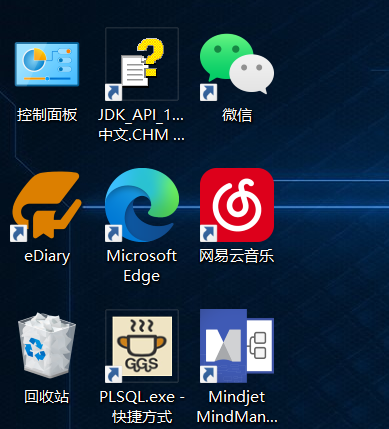 控制面板
JDK_API_1...
中文.CHM ...
微信
eDiary
Microsoft
Edge
网易云音乐
回收站
GGS
PLSQL.exe -
快捷方式
Mindjet
MindMan...